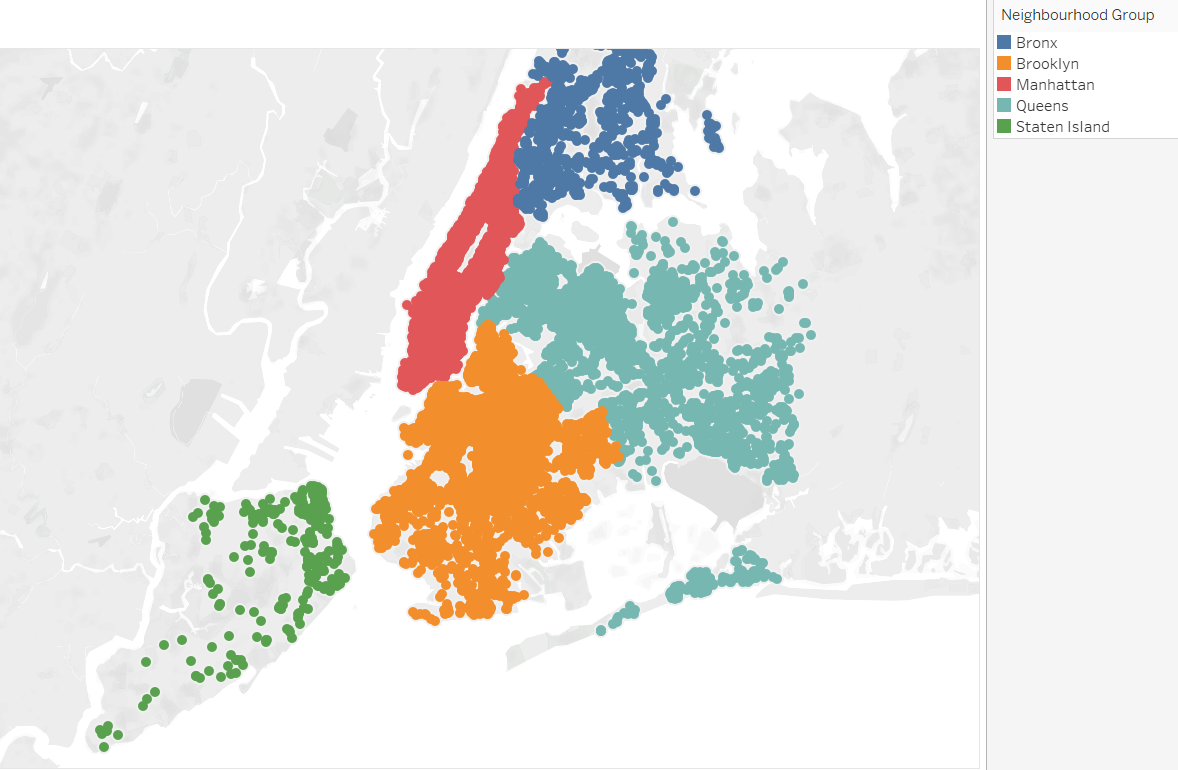 Neighbourhood Group
Bronx
Brooklyn
Manhattan
Queens
Staten Island